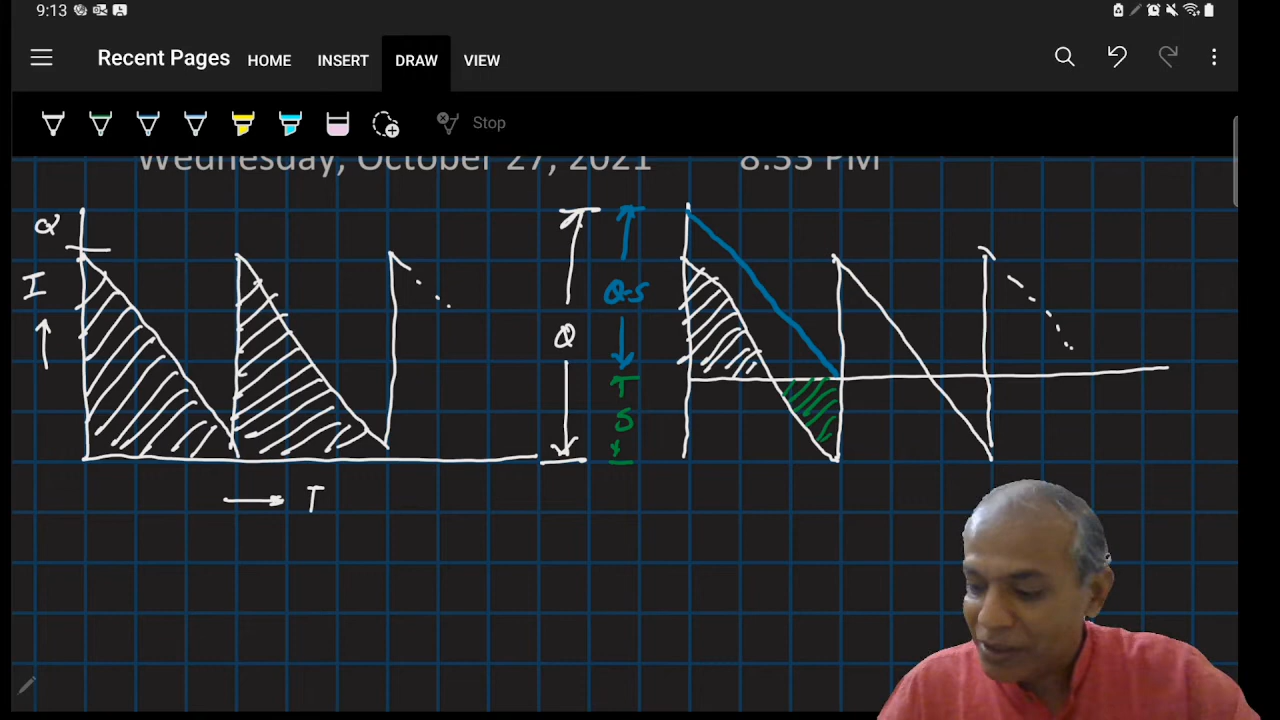 9:13
Recent Pages HOME INSERT DRAW VIEW
Stop
Wednesday, October 27, 2021 8:33 PM
Q
I
T
Q
Q-S
S